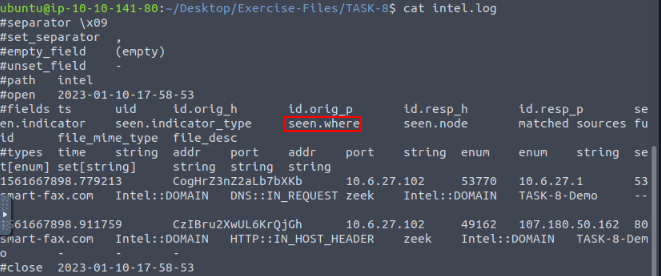 ubuntu@ip-10-10-141-80:~/Desktop/Exercise-Files/TASK-8$ cat intel.log
#separator \x09
#set_separator  ,
#empty_field    (empty)
#unset_field    -
#path   intel
#open   2023-01-10-17-58-53
#fields ts      uid     id.orig_h       id.orig_p       id.resp_h       id.resp_p       se
en.indicator    seen.indicator_type     seen.where      seen.node       matched sources fu
id      file_mime_type  file_desc
#types  time    string  addr    port    addr    port    string  enum    enum    string  se
t[enum] set[string]     string  string  string
1561667898.779213       CogHrZ3nZ2aLb7bXKb      10.6.27.102     53770   10.6.27.1       53
smart-fax.com   Intel::DOMAIN   DNS::IN_REQUEST zeek    Intel::DOMAIN   TASK-8-Demo     --
1561667898.911759       CzIBru2XwUL6KrQjGh      10.6.27.102     49162   107.180.50.162  80
smart-fax.com   Intel::DOMAIN   HTTP::IN_HOST_HEADER    zeek    Intel::DOMAIN   TASK-8-Dem
o       -       -       -
#close  2023-01-10-17-58-53